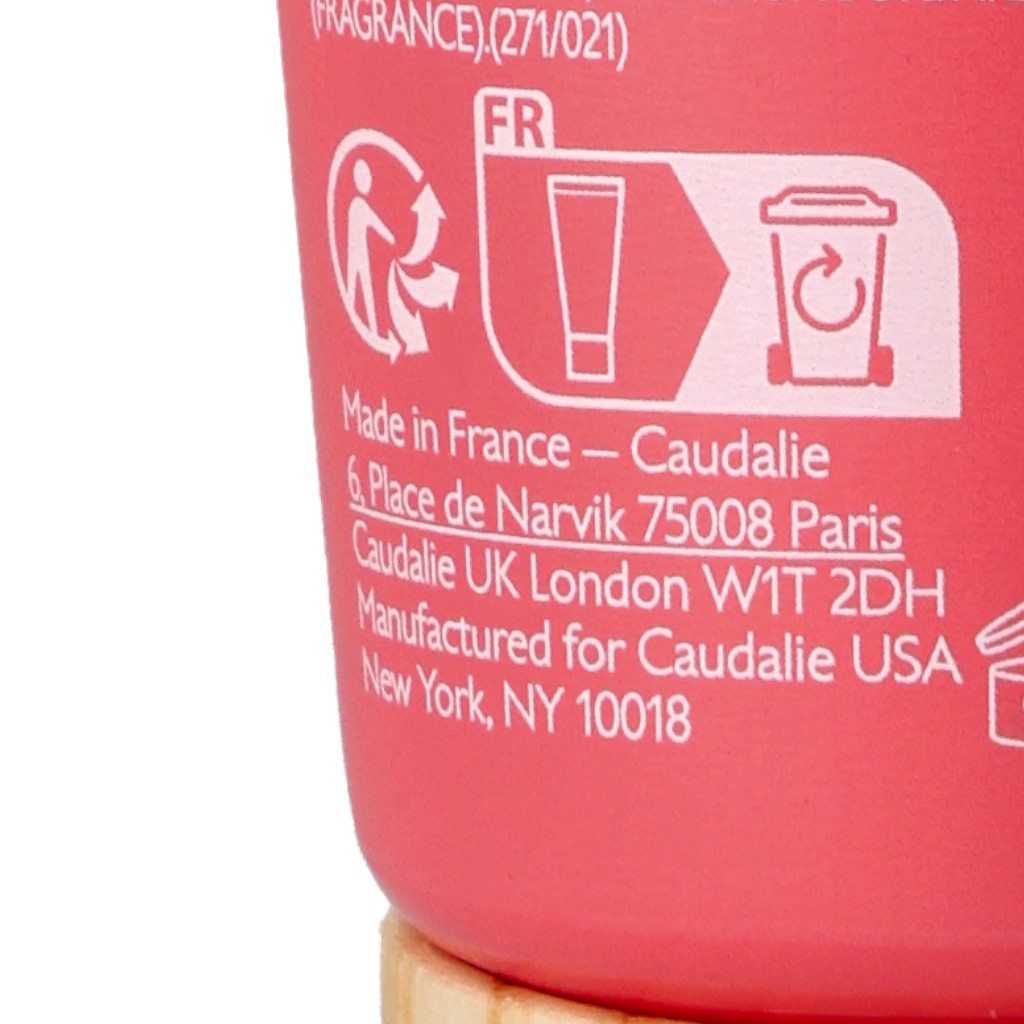 (FRAGRANCE).(271/021)
FR
Made in France – Caudalie
6, Place de Narvik 75008 Paris
Caudalie UK London W1T 2DH
Manufactured for Caudalie USA
New York, NY 10018